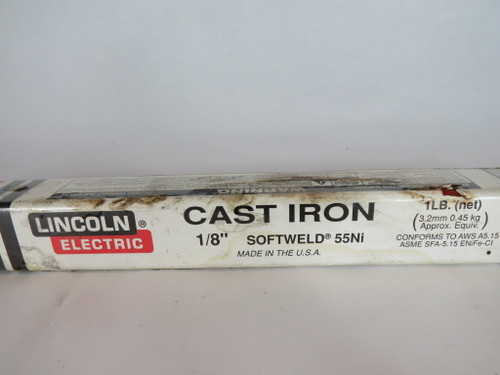 WARNING
LINCOLN®
ELECTRIC
CAST IRON
1/8" SOFTWELD® 55Ni
MADE IN THE U.S.A.
1LB. (net)
(3.2mm 0.45 kg
Approx. Equiv.)
CONFORMS TO AWS A5.15
ASME SFA-5.15 ENiFe-CI